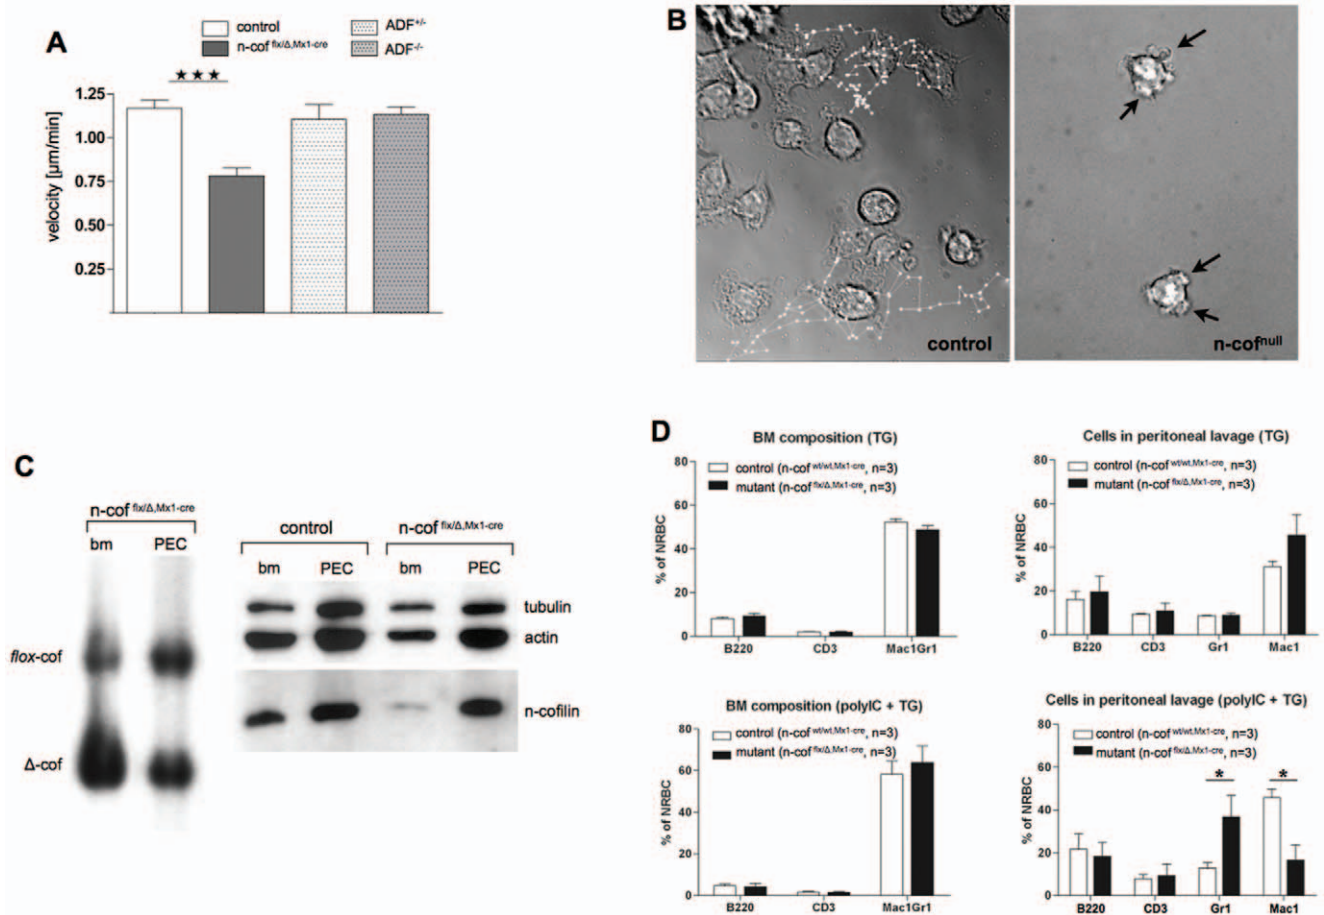 A
control
n-cof flx/Δ,Mx1-cre
ADF+/-
ADF-/-
★★★
velocity [µm/min]
1.25
1.00
0.75
0.50
0.25
B
control
n-cofnull
C
n-cof flx/Δ,Mx1-cre
bm PEC
flox-cof
Δ-cof
control n-cof flx/Δ,Mx1-cre
bm PEC bm PEC
tubulin
actin
n-cofilin
D
BM composition (TG)
control (n-cof wt/wt,Mx1-cre, n=3)
mutant (n-cof flx/Δ,Mx1-cre, n=3)
% of NRBC
80
60
40
20
0
B220 CD3 Mac1Gr1
Cells in peritoneal lavage (TG)
control (n-cof wt/wt,Mx1-cre, n=3)
mutant (n-cof flx/Δ,Mx1-cre, n=3)
% of NRBC
80
60
40
20
0
B220 CD3 Gr1 Mac1
BM composition (polyIC + TG)
control (n-cof wt/wt,Mx1-cre, n=3)
mutant (n-cof flx/Δ,Mx1-cre, n=3)
% of NRBC
80
60
40
20
0
B220 CD3 Mac1Gr1
Cells in peritoneal lavage (polyIC + TG)
control (n-cof wt/wt,Mx1-cre, n=3)
mutant (n-cof flx/Δ,Mx1-cre, n=3)
* *
% of NRBC
80
60
40
20
0
B220 CD3 Gr1 Mac1